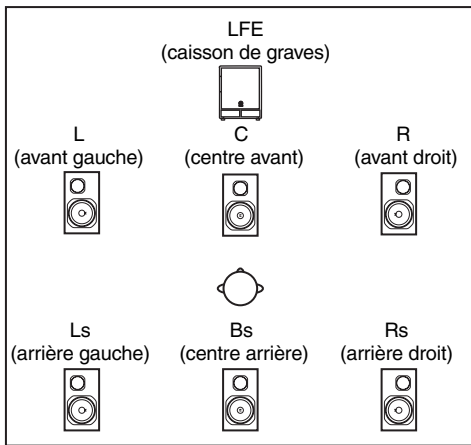 LFE
(caisson de graves)
L C R
(avant gauche) (centre avant) (avant droit)
Ls Bs Rs
(arrière gauche) (centre arrière) (arrière droit)